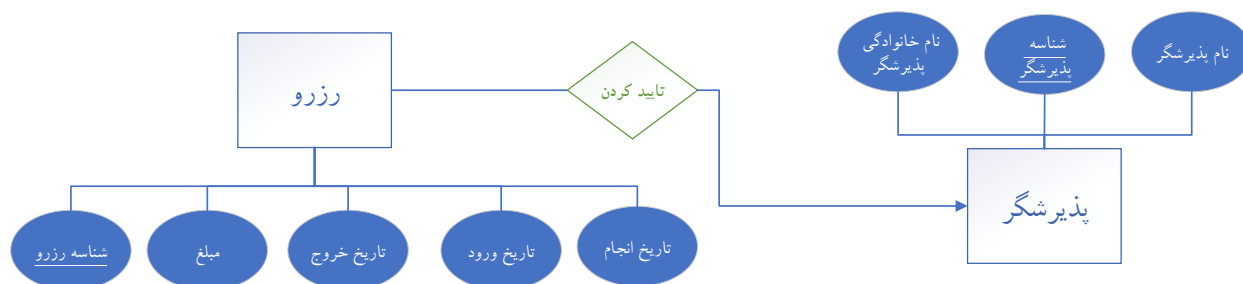 نام پذیرشگر
شناسه
پذیرشگر
نام خانوادگی
پذیرشگر
تایید کردن
رزرو
پذیرشگر
تاریخ انجام
تاریخ ورود
تاریخ خروج
مبلغ
شناسه رزرو